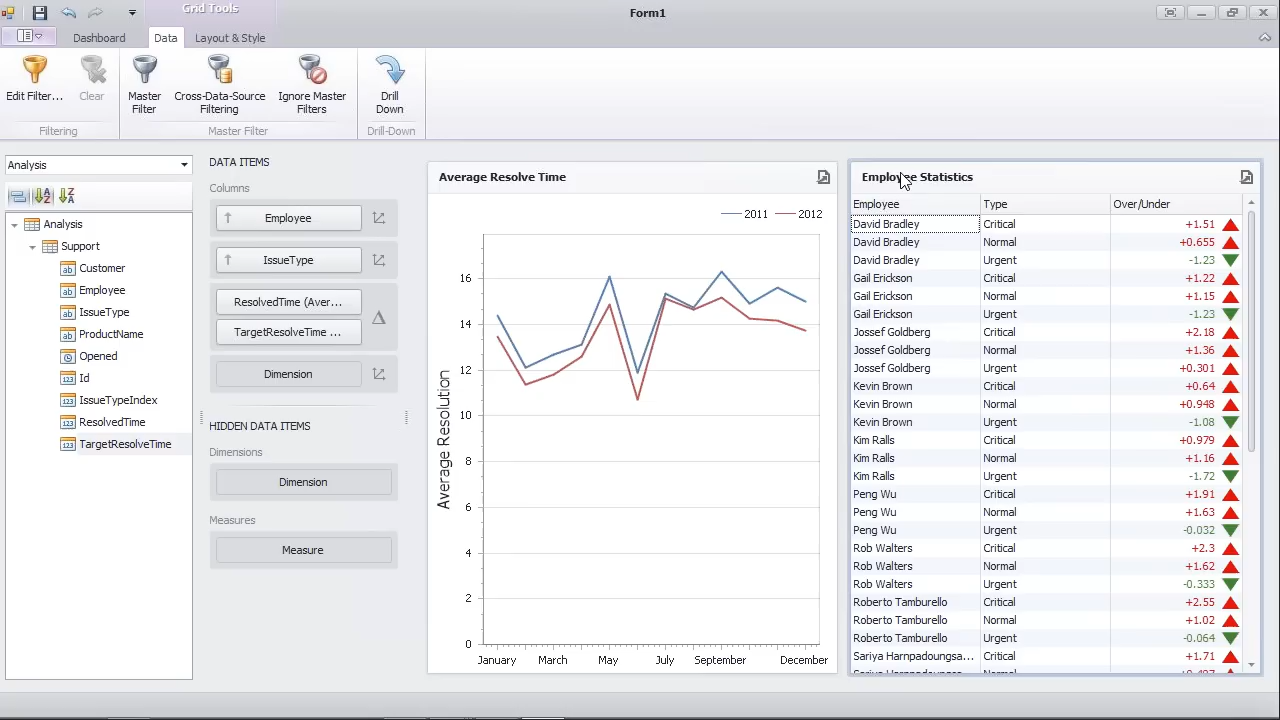 Grid Tools
Form1
Dashboard Data Layout & Style
Edit Filter... Clear Master Filter Cross-Data-Source Filtering Ignore Master Filters Drill Down
Filtering Master Filter Drill-Down
Analysis
Analysis
Support
Customer
Employee
IssueType
ProductName
Opened
Id
IssueTypeIndex
ResolvedTime
TargetResolveTime
DATA ITEMS
Columns
Employee
IssueType
ResolvedTime (Aver...
TargetResolveTime ...
Dimension
HIDDEN DATA ITEMS
Dimensions
Dimension
Measures
Measure
Average Resolve Time
2011 2012
Average Resolution
16
14
12
10
8
6
4
2
0
January March May July September December
Employee Statistics
Employee Type Over/Under
David Bradley Critical +1.51
David Bradley Normal +0.655
David Bradley Urgent -1.23
Gail Erickson Critical +1.22
Gail Erickson Normal +1.15
Gail Erickson Urgent -1.23
Jossef Goldberg Critical +2.18
Jossef Goldberg Normal +1.36
Jossef Goldberg Urgent +0.301
Kevin Brown Critical +0.64
Kevin Brown Normal +0.948
Kevin Brown Urgent -1.08
Kim Ralls Critical +0.979
Kim Ralls Normal +1.16
Kim Ralls Urgent -1.72
Peng Wu Critical +1.91
Peng Wu Normal +1.63
Peng Wu Urgent -0.032
Rob Walters Critical +2.3
Rob Walters Normal +1.62
Rob Walters Urgent -0.333
Roberto Tamburello Critical +2.55
Roberto Tamburello Normal +1.02
Roberto Tamburello Urgent -0.064
Sariya Harnpadoungsa... Critical +1.71